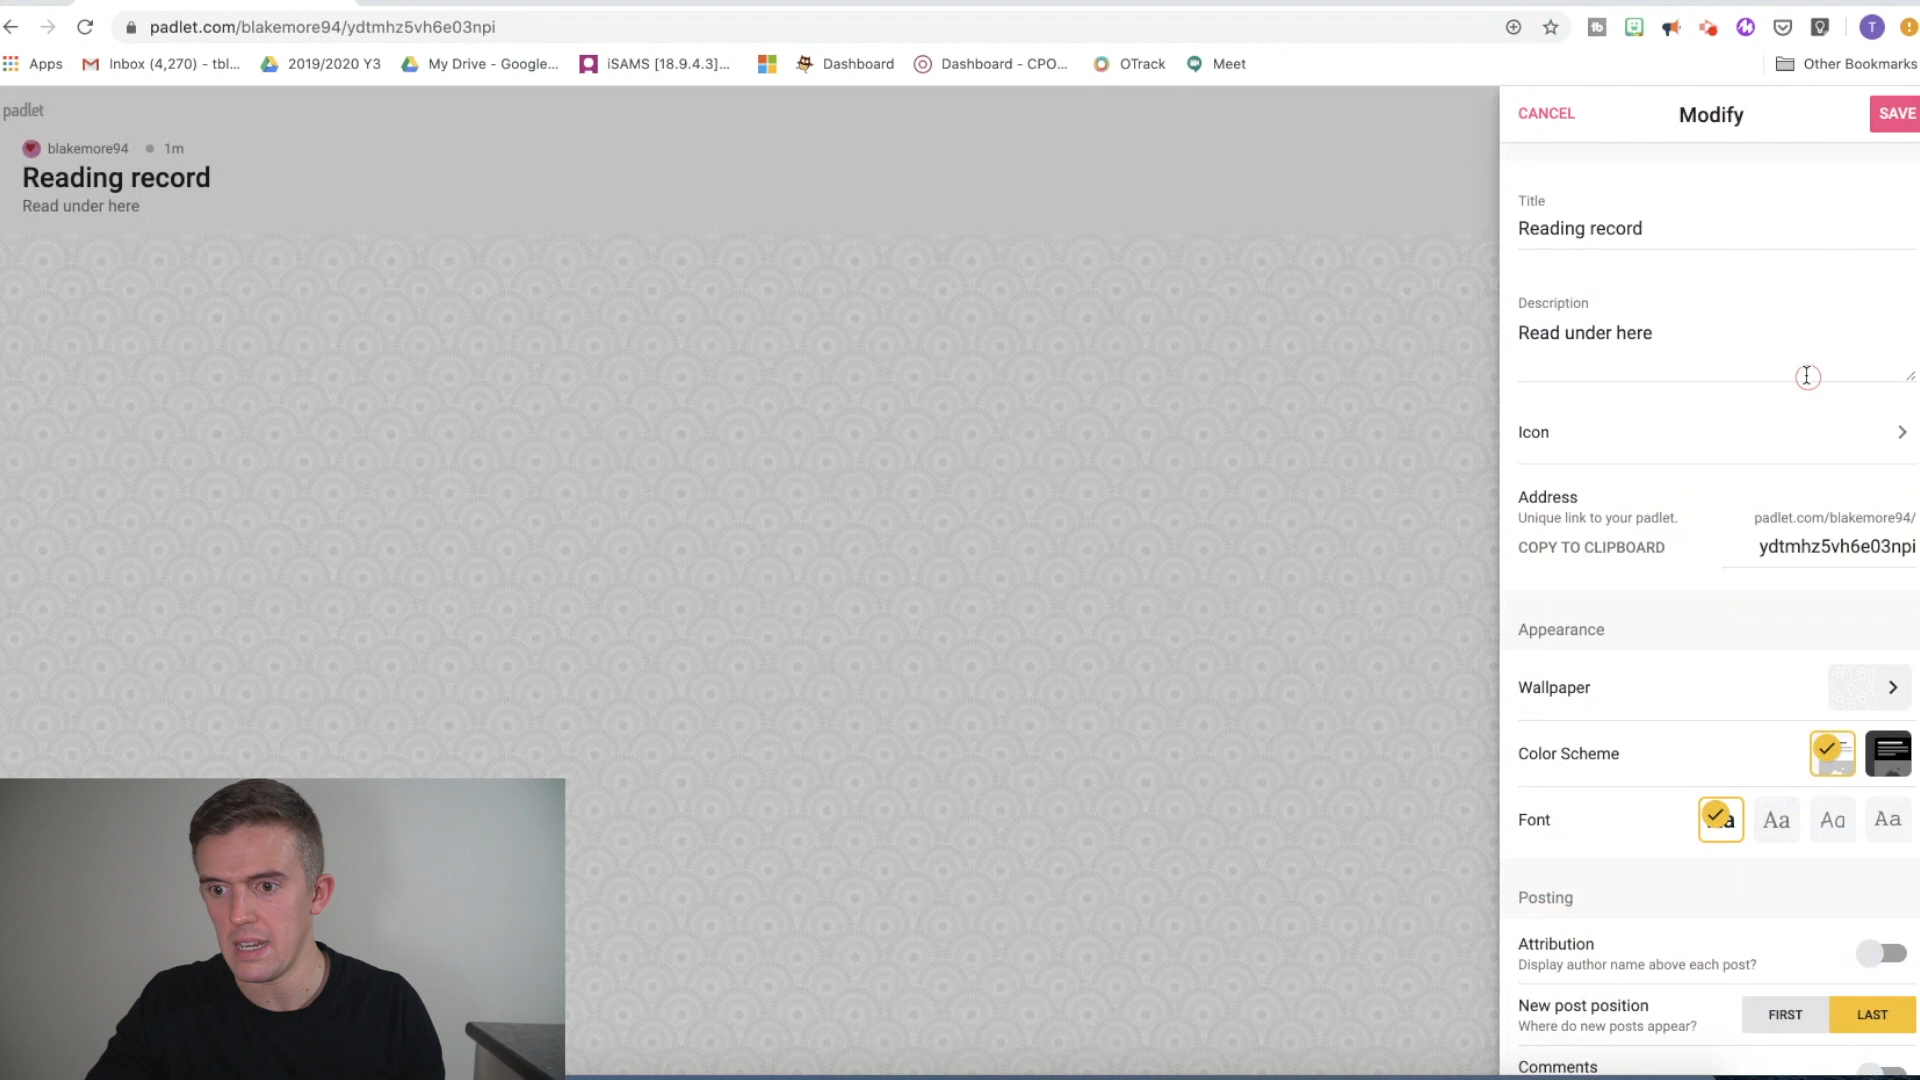 padlet.com/blakemore94/ydtmhz5vh6e03npi
T
Apps
Inbox (4,270) - tbl...
2019/2020 Y3
My Drive - Google...
iSAMS [18.9.4.3]...
Dashboard
Dashboard - CPO...
OTrack
Meet
Other Bookmarks
padlet
blakemore94
1m
Reading record
Read under here
CANCEL
Modify
SAVE
Title
Reading record
Description
Read under here
Icon
Address
Unique link to your padlet.
padlet.com/blakemore94/
COPY TO CLIPBOARD
ydtmhz5vh6e03npi
Appearance
Wallpaper
Color Scheme
Font
Aa
Aa
Aa
Posting
Attribution
Display author name above each post?
New post position
Where do new posts appear?
FIRST
LAST
Comments